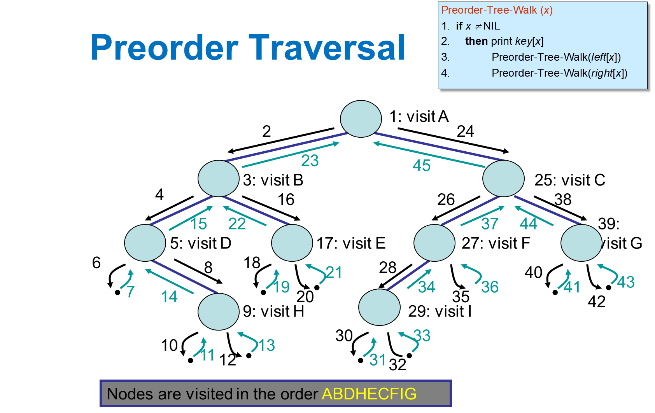 Preorder Traversal
Preorder-Tree-Walk (x)
1. if x ≠NIL
2. then print key[x]
3. Preorder-Tree-Walk(left[x])
4. Preorder-Tree-Walk(right[x])
1: visit A
2
24
23
45
3: visit B
25: visit C
4
16
26
38
15
22
37
44
39:
5: visit D
17: visit E
27: visit F
visit G
6
8
18
28
40
7
14
19
21
20
34
35
36
41
43
42
9: visit H
29: visit I
10
11
12
13
30
31
32
33
Nodes are visited in the order ABDHECFIG